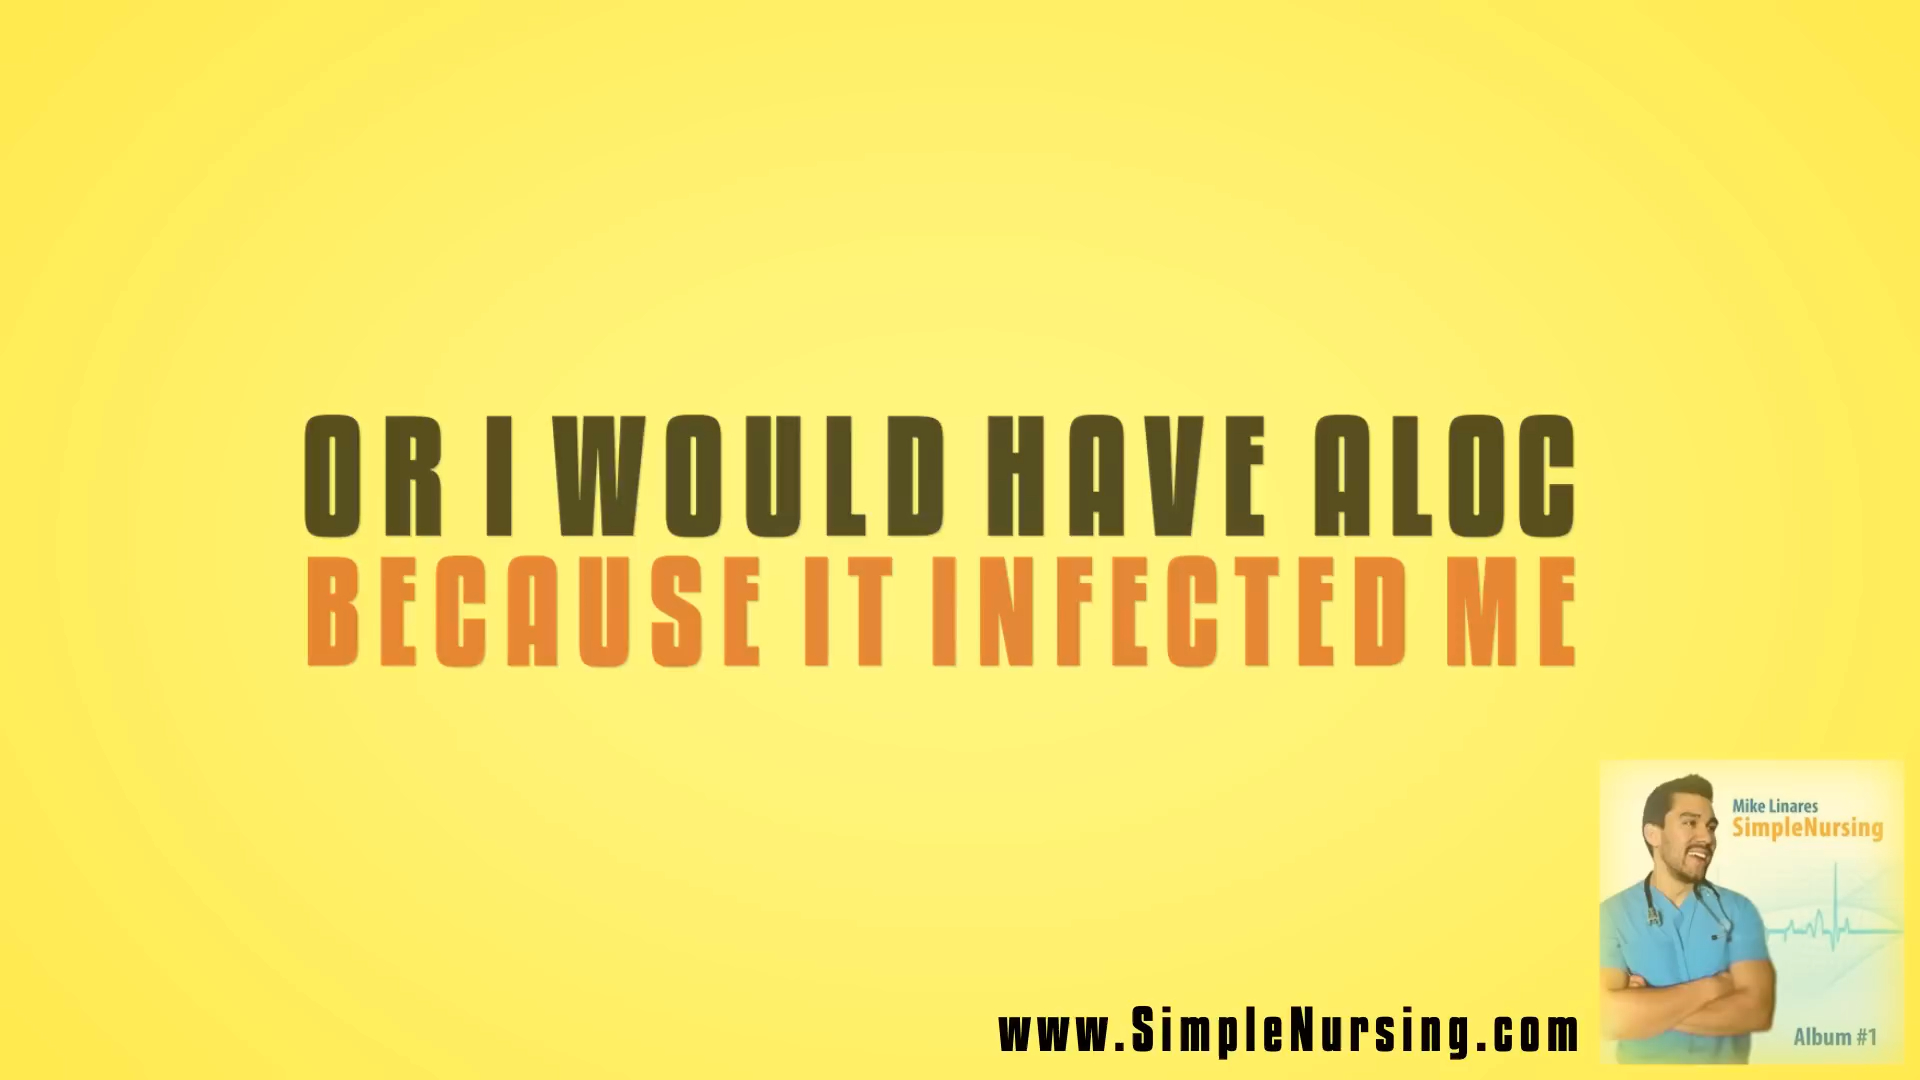 OR I WOULD HAVE ALOC
BECAUSE IT INFECTED ME
Mike Linares
SimpleNursing
Album #1
www.SimpleNursing.com